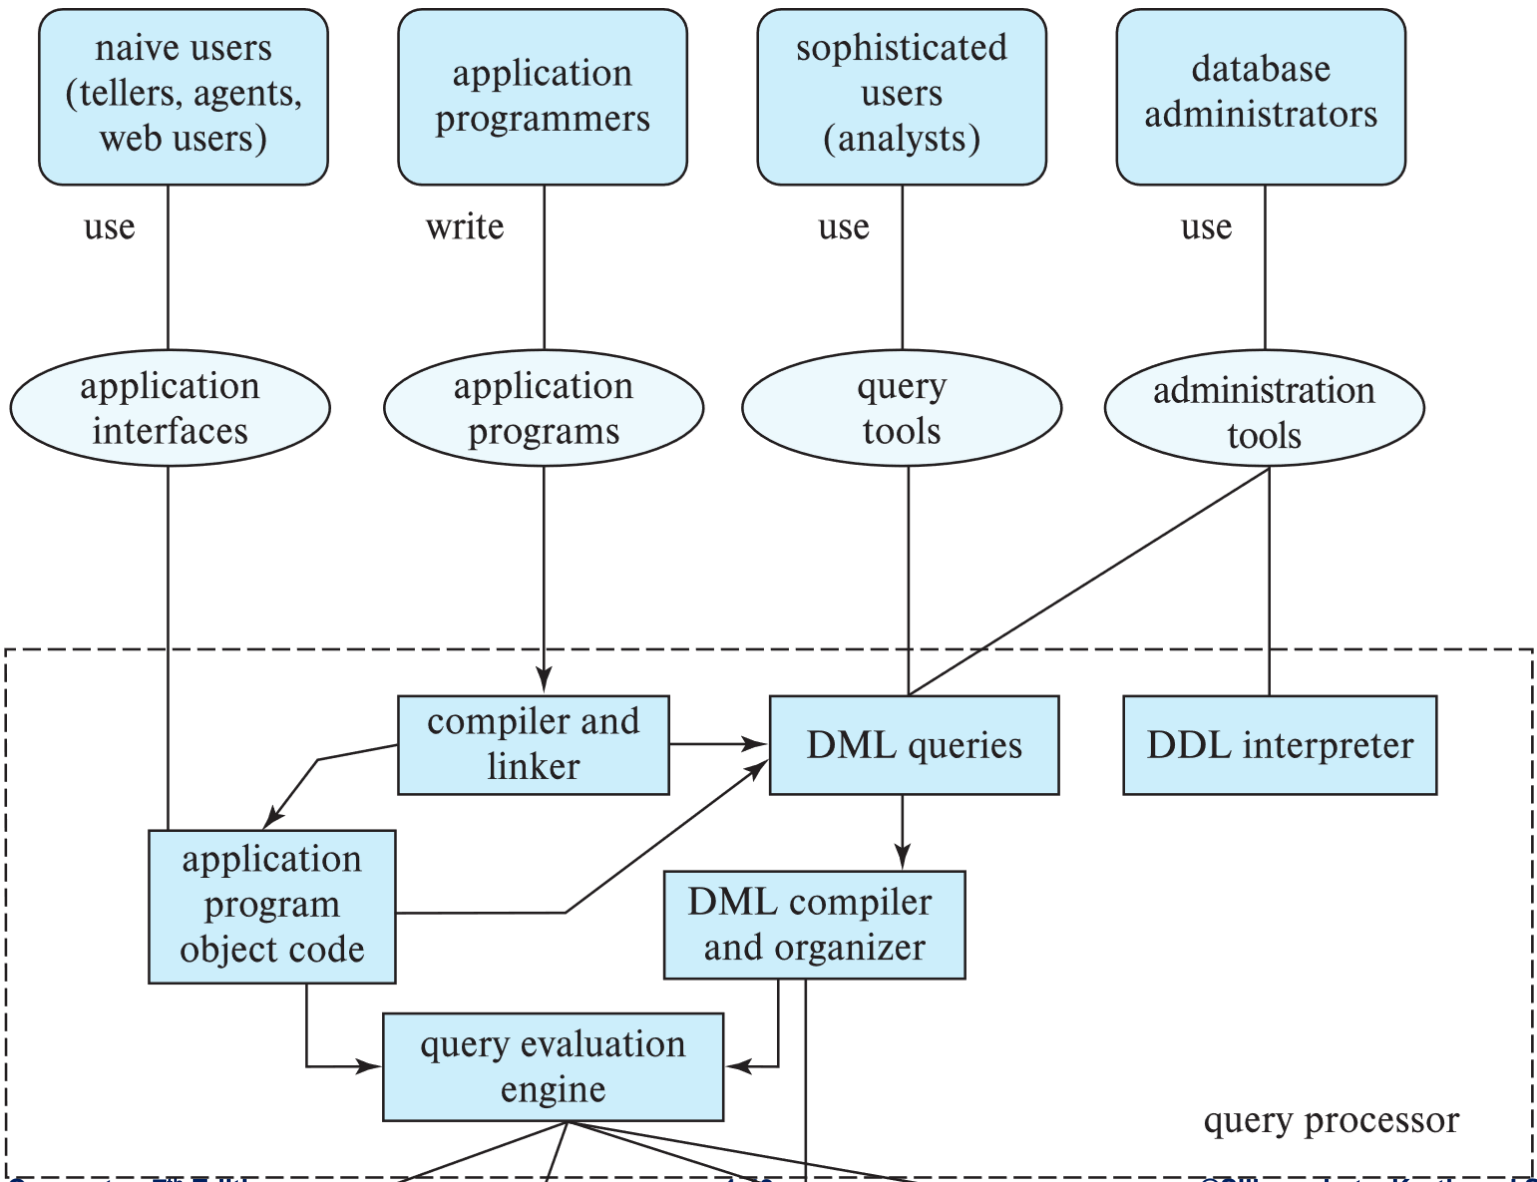 naive users
(tellers, agents,
web users)
application
programmers
sophisticated
users
(analysts)
database
administrators
use
write
use
use
application
interfaces
application
programs
query
tools
administration
tools
compiler and
linker
DML queries
DDL interpreter
application
program
object code
DML compiler
and organizer
query evaluation
engine
query processor